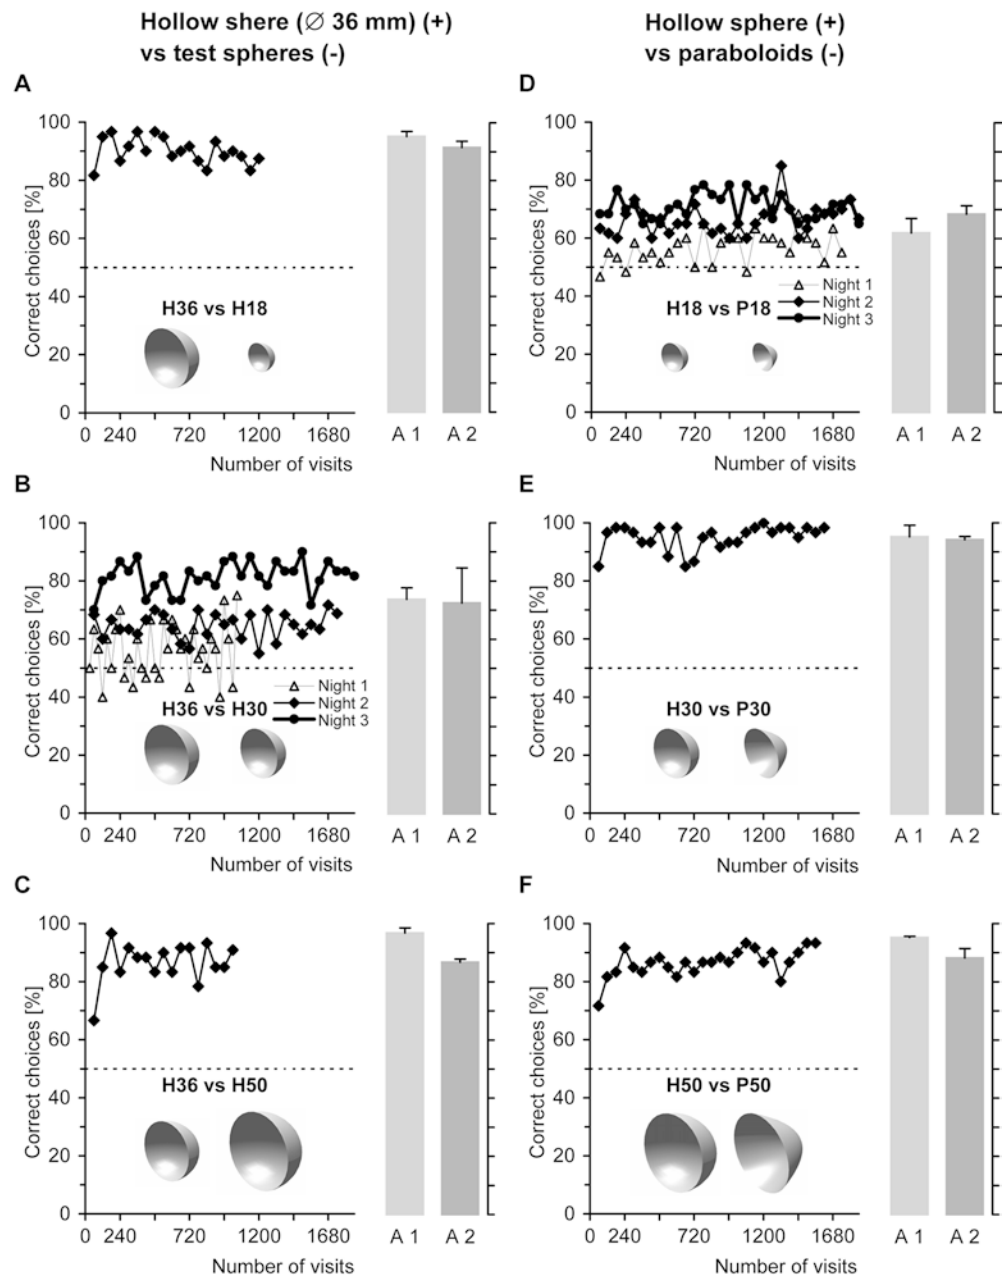 Hollow shere (∅ 36 mm) (+)
vs test spheres (-)
Hollow sphere (+)
vs paraboloids (-)
A
Correct choices [%]
100
80
60
40
20
0
H36 vs H18
0 240 720 1200 1680
Number of visits
A 1 A 2
D
Correct choices [%]
100
80
60
40
20
0
Night 1
Night 2
Night 3
H18 vs P18
0 240 720 1200 1680
Number of visits
A 1 A 2
B
Correct choices [%]
100
80
60
40
20
0
Night 1
Night 2
Night 3
H36 vs H30
0 240 720 1200 1680
Number of visits
A 1 A 2
E
Correct choices [%]
100
80
60
40
20
0
H30 vs P30
0 240 720 1200 1680
Number of visits
A 1 A 2
C
Correct choices [%]
100
80
60
40
20
0
H36 vs H50
0 240 720 1200 1680
Number of visits
A 1 A 2
F
Correct choices [%]
100
80
60
40
20
0
H50 vs P50
0 240 720 1200 1680
Number of visits
A 1 A 2